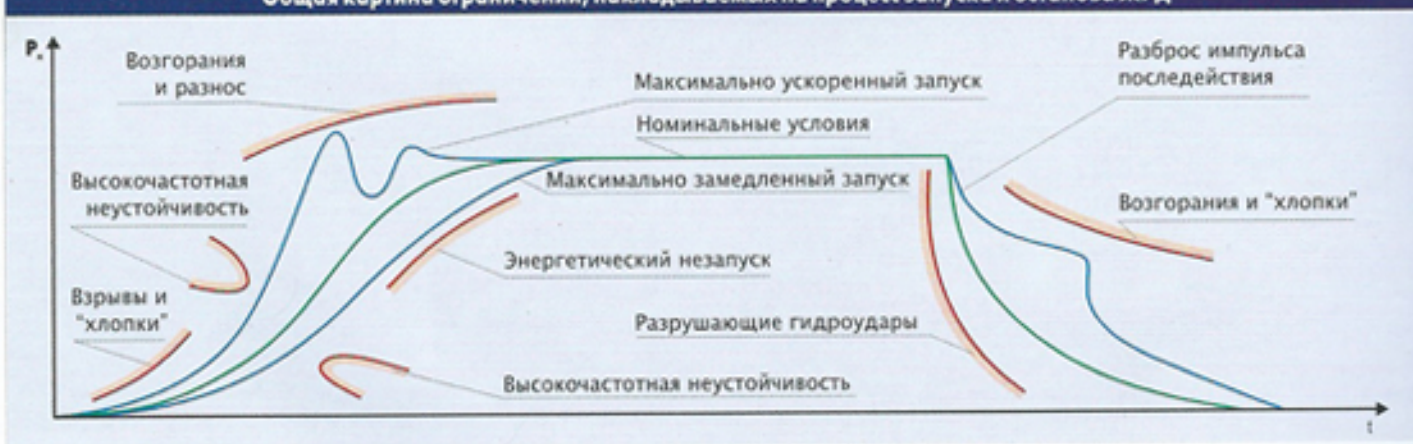 Pк
Возгорания
и разнос
Максимально ускоренный запуск
Разброс импульса
последействия
Номинальные условия
Высокочастотная
неустойчивость
Максимально замедленный запуск
Возгорания и "хлопки"
Энергетический незапуск
Взрывы и
"хлопки"
Разрушающие гидроудары
Высокочастотная неустойчивость
t